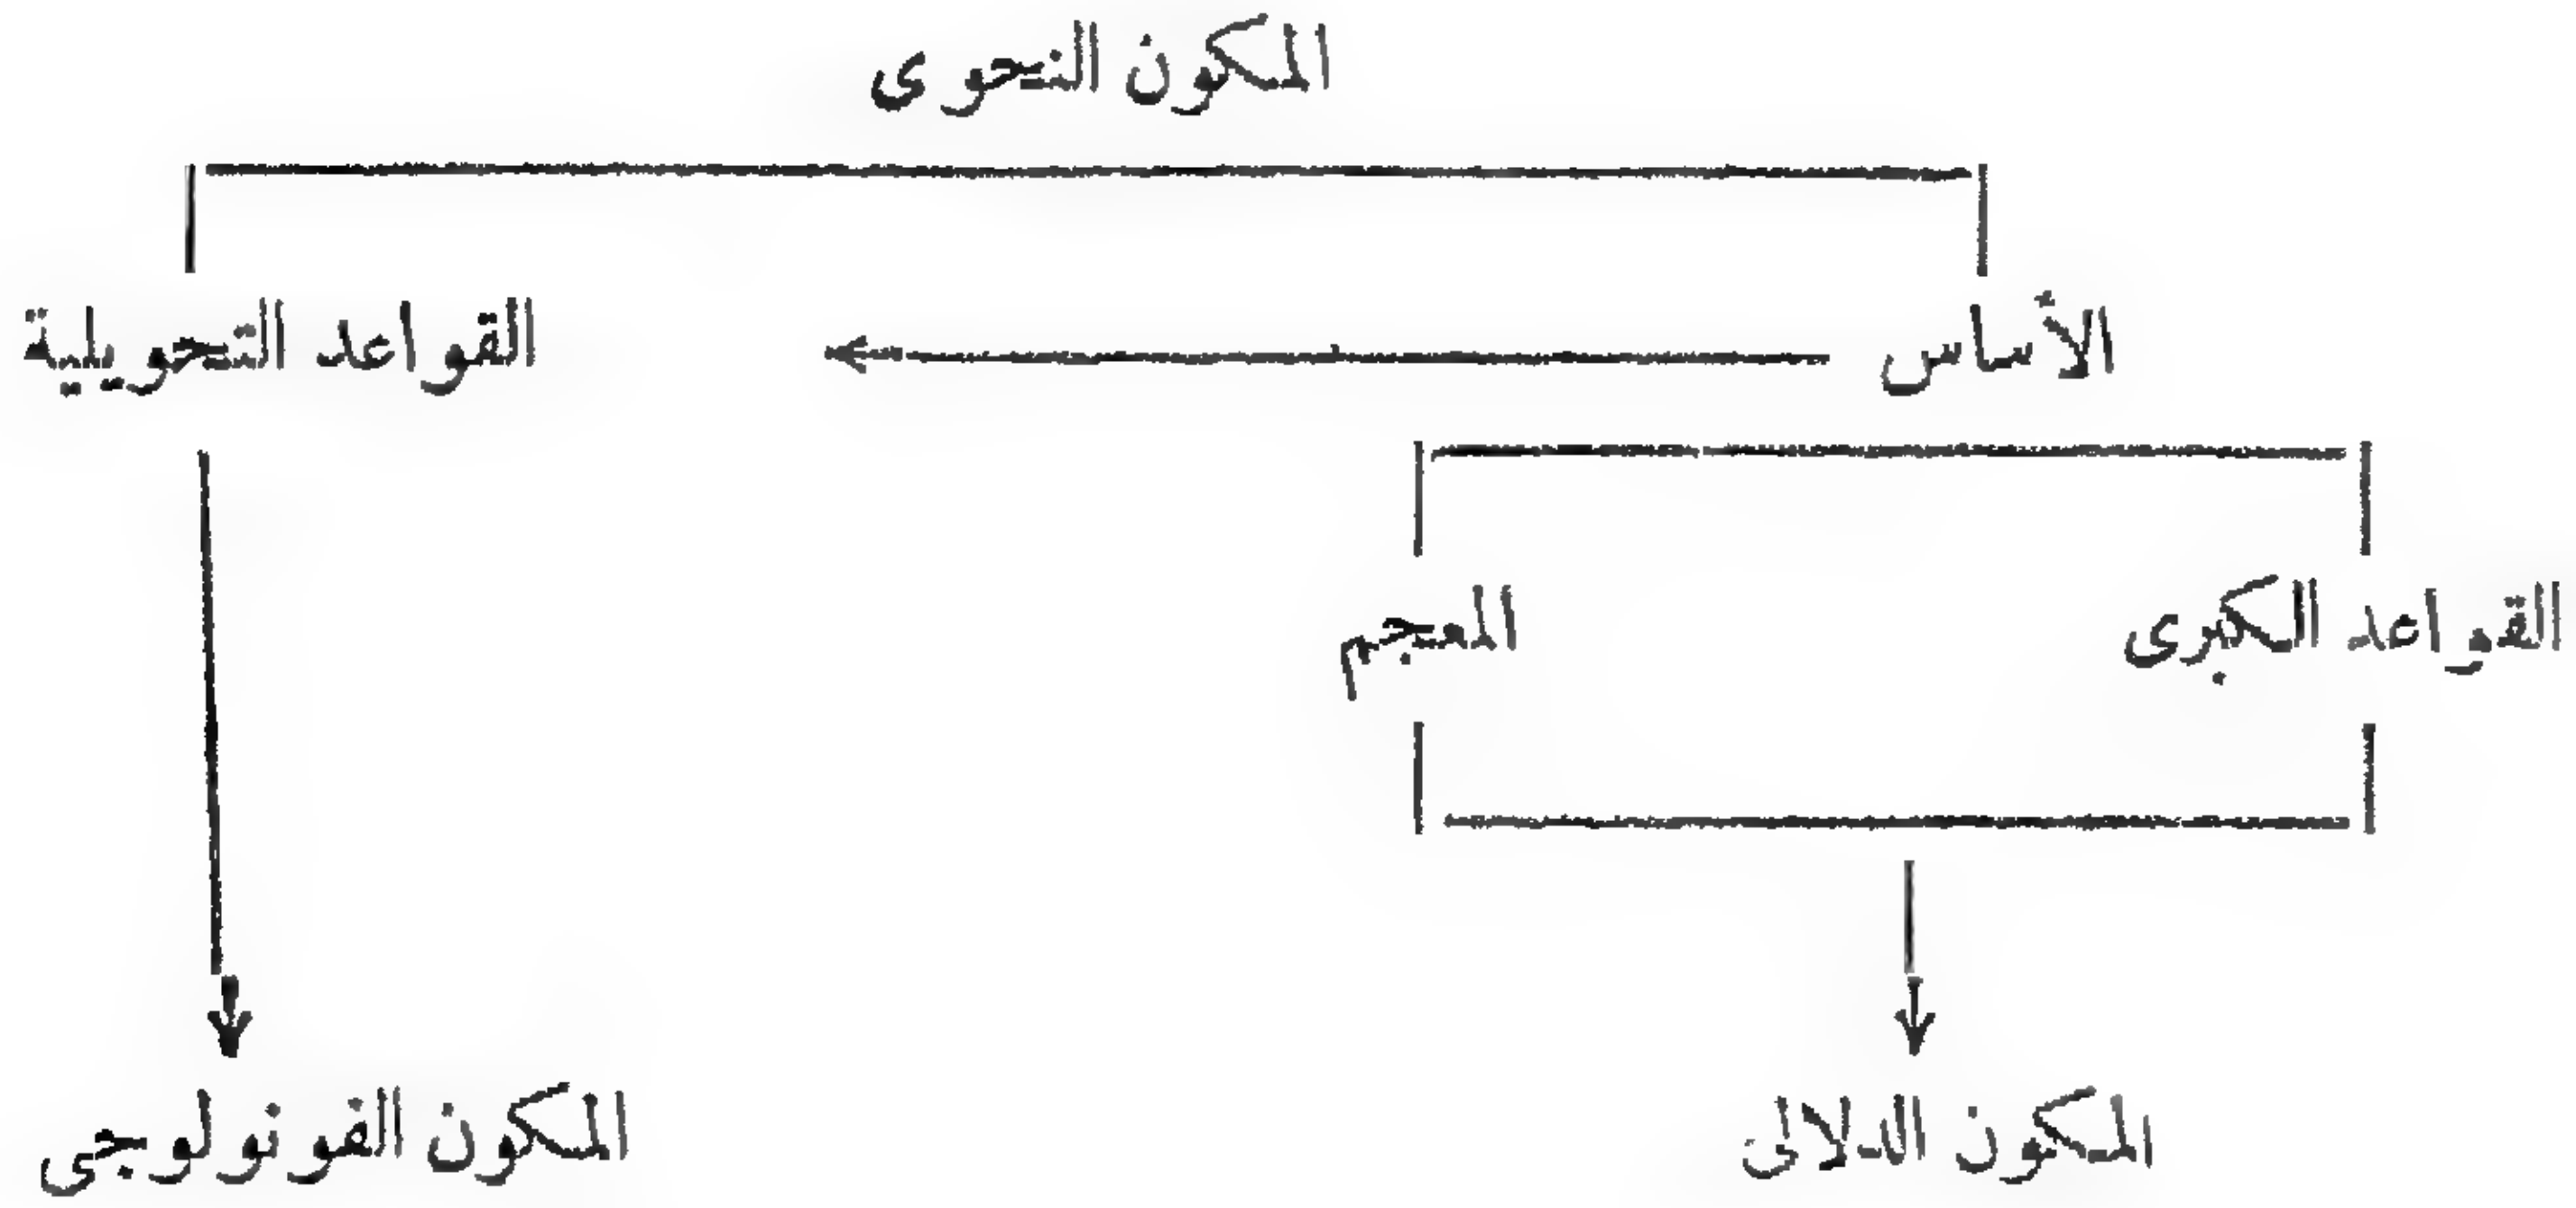 المكون النحوى
الأساس
القواعد التحويلية
القواعد الكبرى
المعجم
المكون الدلالى
المكون الفونولوجى